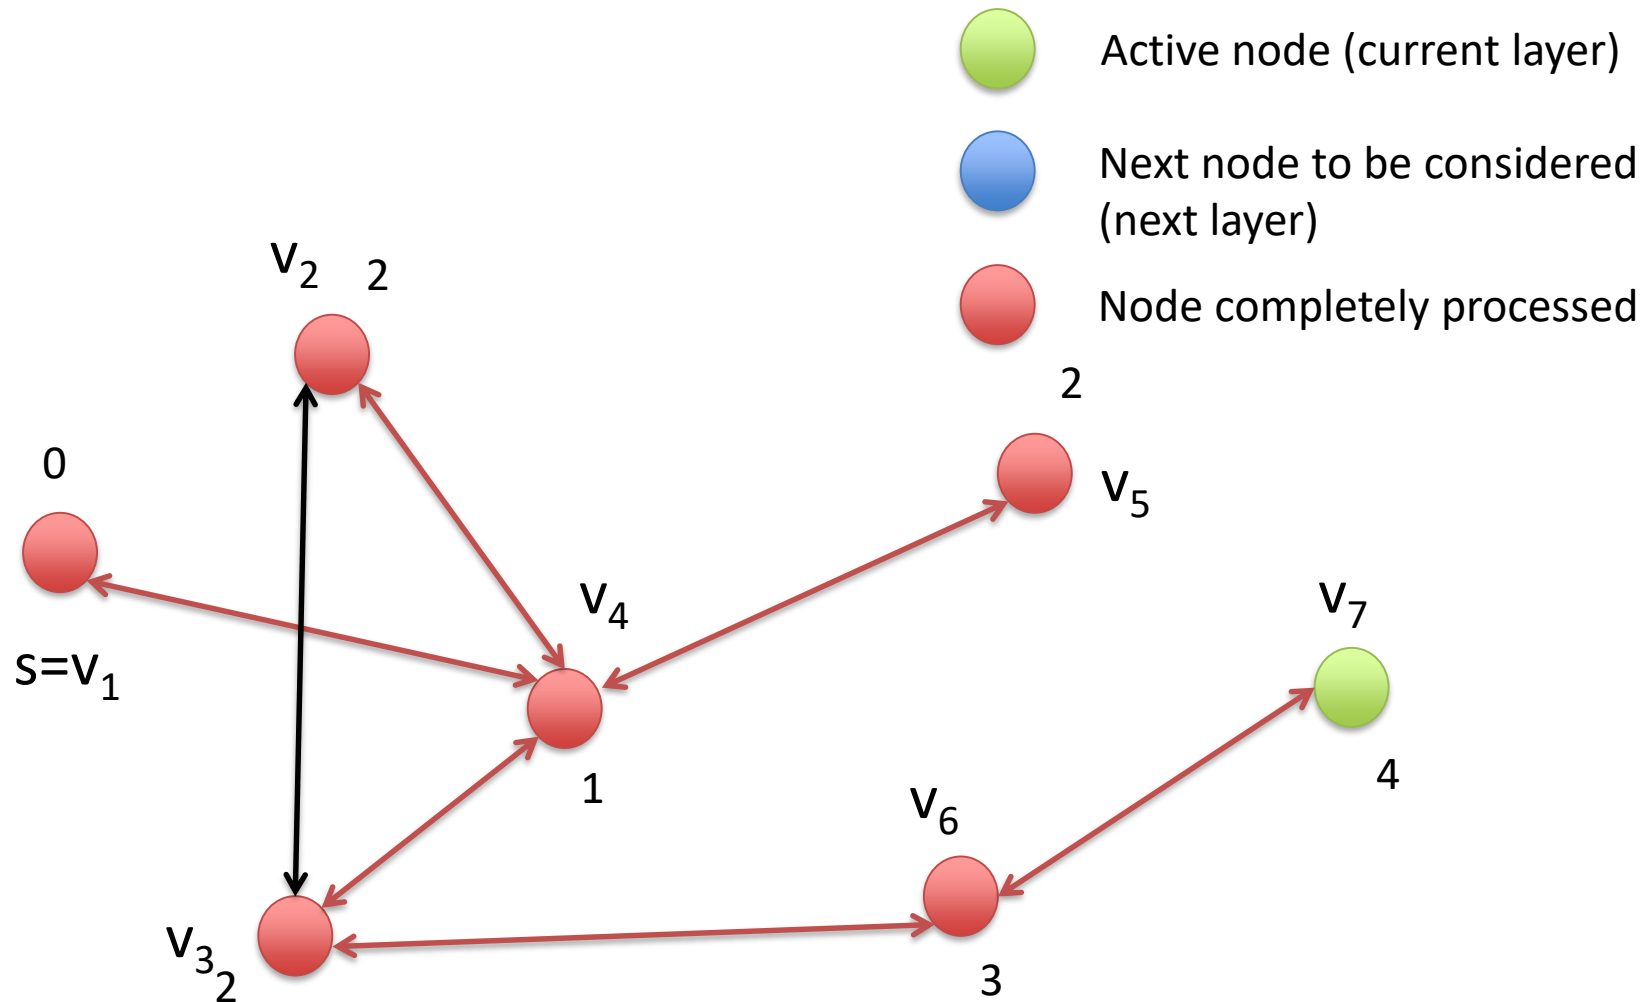 Active node (current layer)
Next node to be considered
(next layer)
Node completely processed
v2 2
2
0
v5
v4
v7
s=v1
1
4
v6
v3
2
3